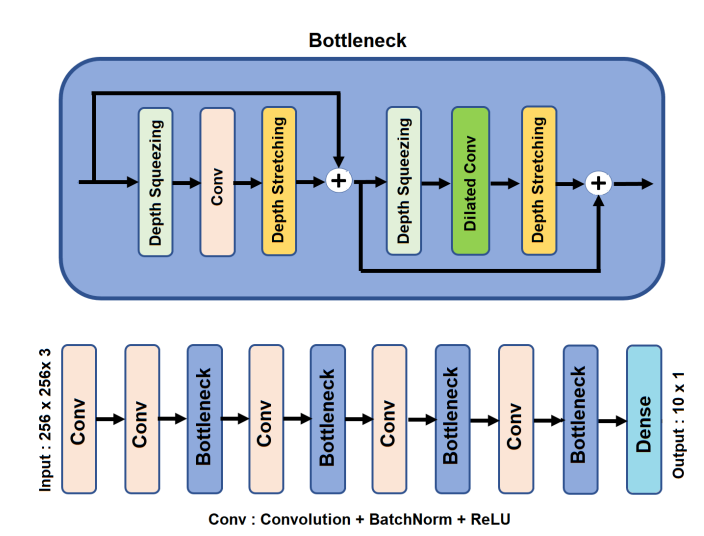 Bottleneck
Depth Squeezing
Conv
Depth Stretching
+
Depth Squeezing
Dilated Conv
Depth Stretching
+
Input : 256 x 256x 3
Conv
Conv
Bottleneck
Conv
Bottleneck
Conv
Bottleneck
Conv
Bottleneck
Dense
Output : 10 x 1
Conv : Convolution + BatchNorm + ReLU